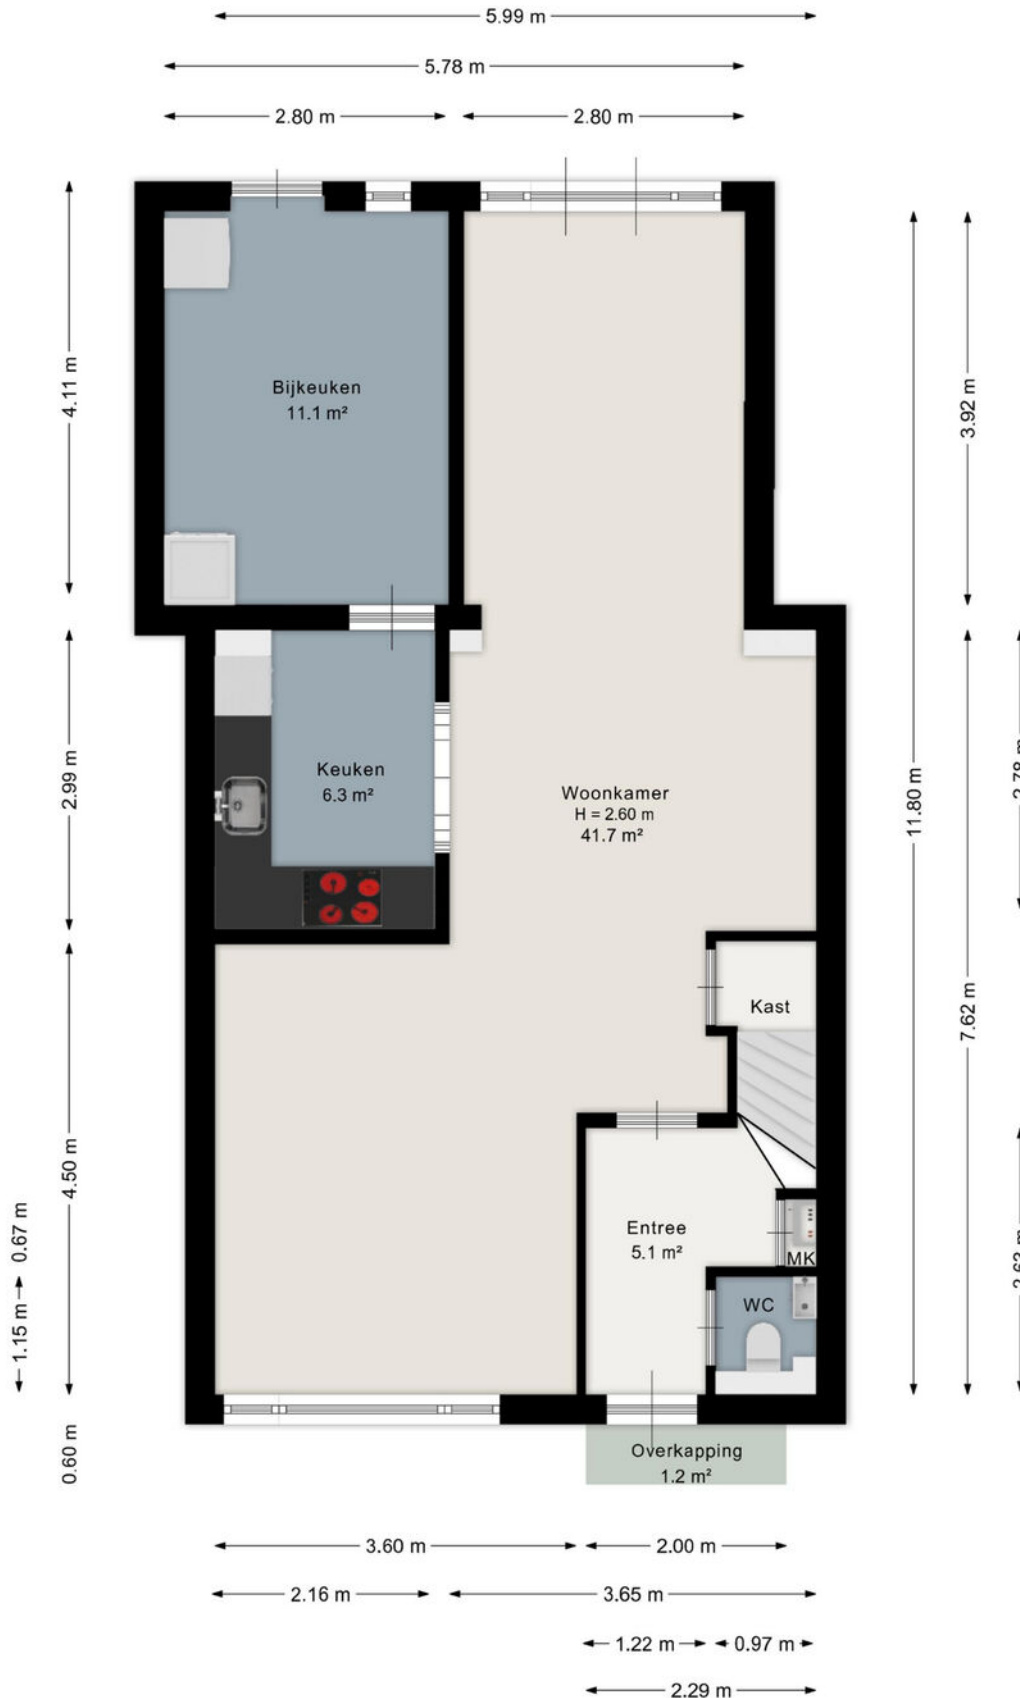 5.99 m
5.78 m
2.80 m
2.80 m
4.11 m
3.92 m
Bijkeuken
11.1 m²
2.99 m
Keuken
6.3 m²
Woonkamer
H = 2.60 m
41.7 m²
11.80 m
2.78 m
7.62 m
Kast
4.50 m
0.67 m
1.15 m
Entree
5.1 m²
MK
WC
0.60 m
Overkapping
1.2 m²
3.60 m
2.00 m
2.16 m
3.65 m
1.22 m
0.97 m
2.29 m